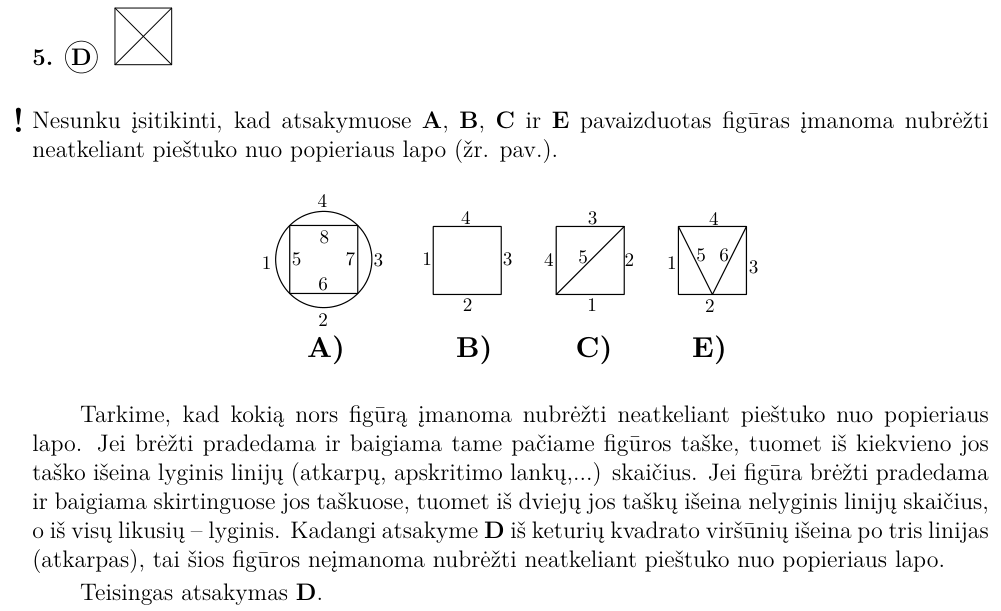 5. D
! Nesunku įsitikinti, kad atsakymuose A, B, C ir E pavaizduotas figūras įmanoma nubrėžti
neatkeliant pieštuko nuo popieriaus lapo (žr. pav.).
4
8
1 5 7 3
6
2
A)
4
1 3
2
B)
3
4 5 2
1
C)
4
1 5 6 3
2
E)
Tarkime, kad kokią nors figūrą įmanoma nubrėžti neatkeliant pieštuko nuo popieriaus
lapo. Jei brėžti pradedama ir baigiama tame pačiame figūros taške, tuomet iš kiekvieno jos
taško išeina lyginis linijų (atkarpų, apskritimo lankų,...) skaičius. Jei figūra brėžti pradedama
ir baigiama skirtinguose jos taškuose, tuomet iš dviejų jos taškų išeina nelyginis linijų skaičius,
o iš visų likusių – lyginis. Kadangi atsakyme D iš keturių kvadrato viršūnių išeina po tris linijas
(atkarpas), tai šios figūros neįmanoma nubrėžti neatkeliant pieštuko nuo popieriaus lapo.
Teisingas atsakymas D.